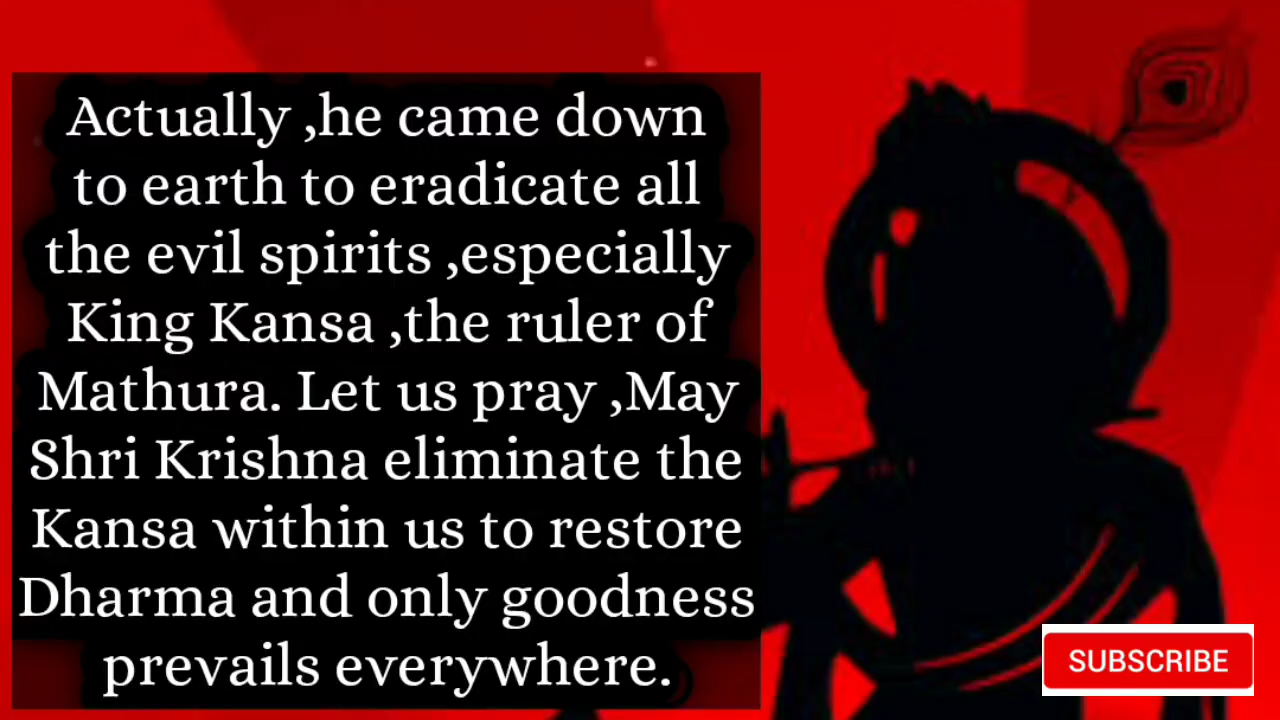 Actually ,he came down
to earth to eradicate all
the evil spirits ,especially
King Kansa ,the ruler of
Mathura. Let us pray ,May
Shri Krishna eliminate the
Kansa within us to restore
Dharma and only goodness
prevails everywhere.
SUBSCRIBE